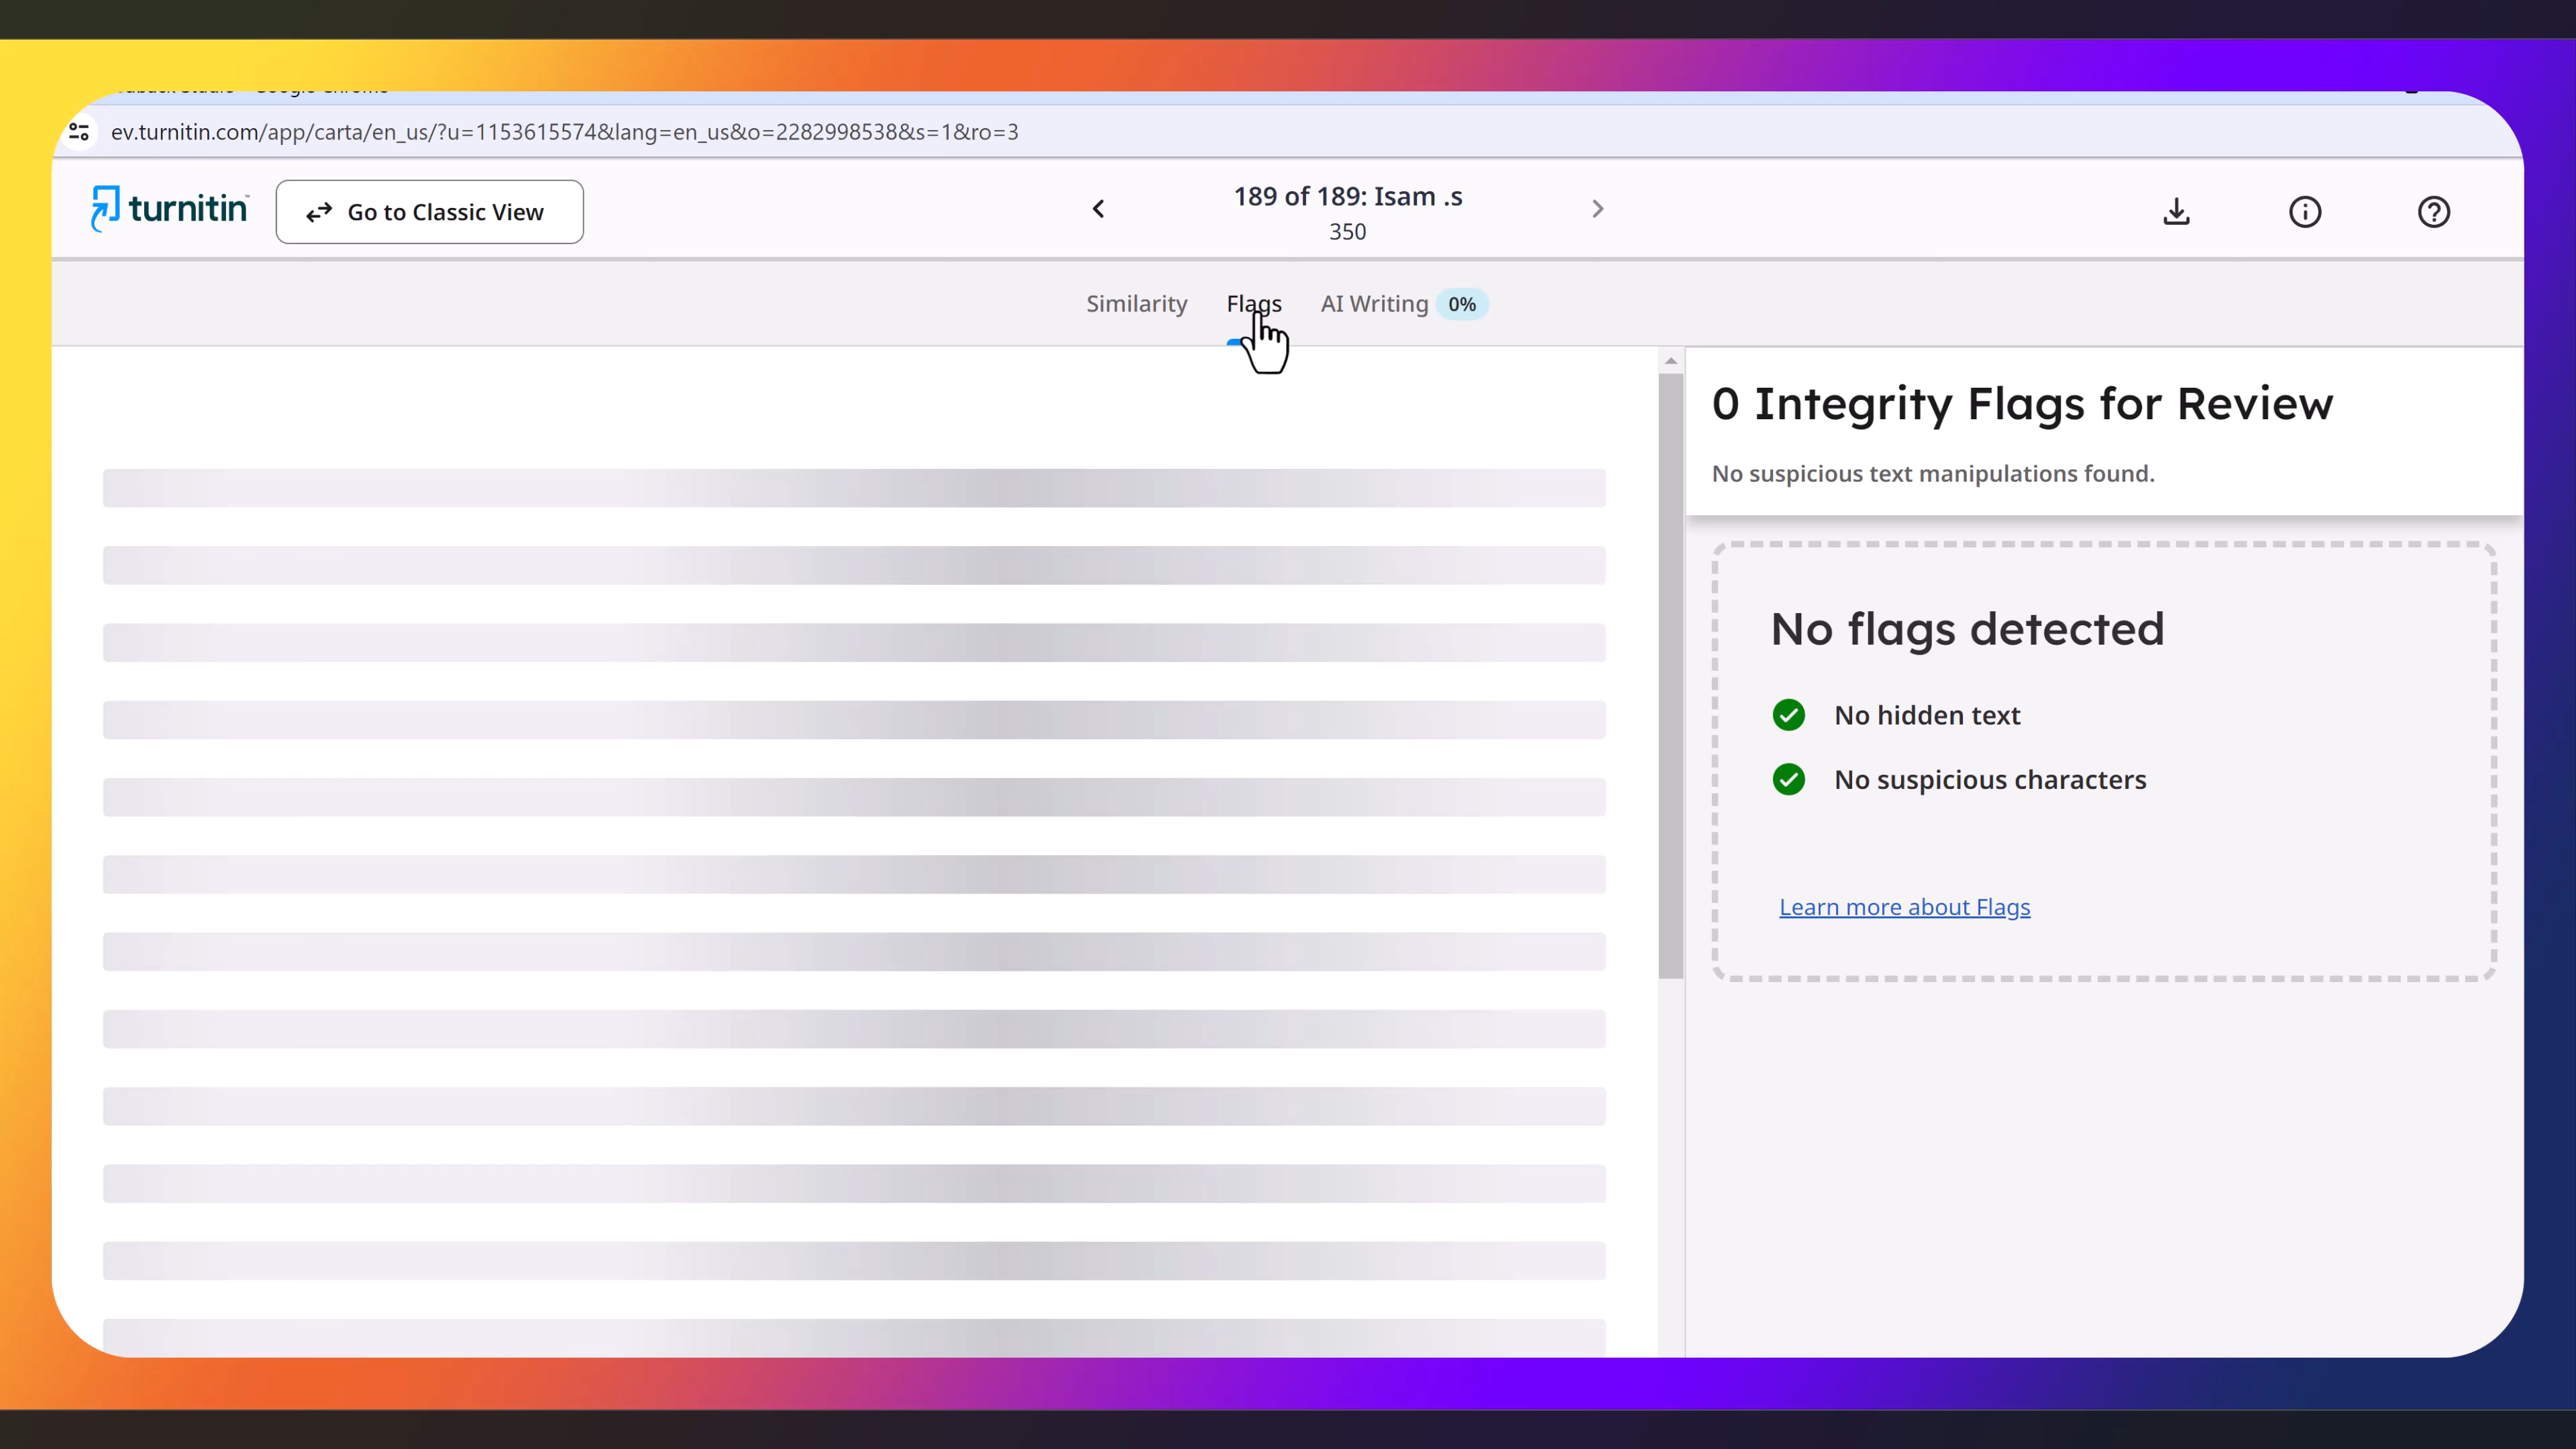 ev.turnitin.com/app/carta/en_us/?u=1153615574&lang=en_us&o=2282998538&s=1&ro=3
turnitin
Go to Classic View
189 of 189: Isam .s
350
Similarity Flags AI Writing 0%
0 Integrity Flags for Review
No suspicious text manipulations found.
No flags detected
No hidden text
No suspicious characters
Learn more about Flags